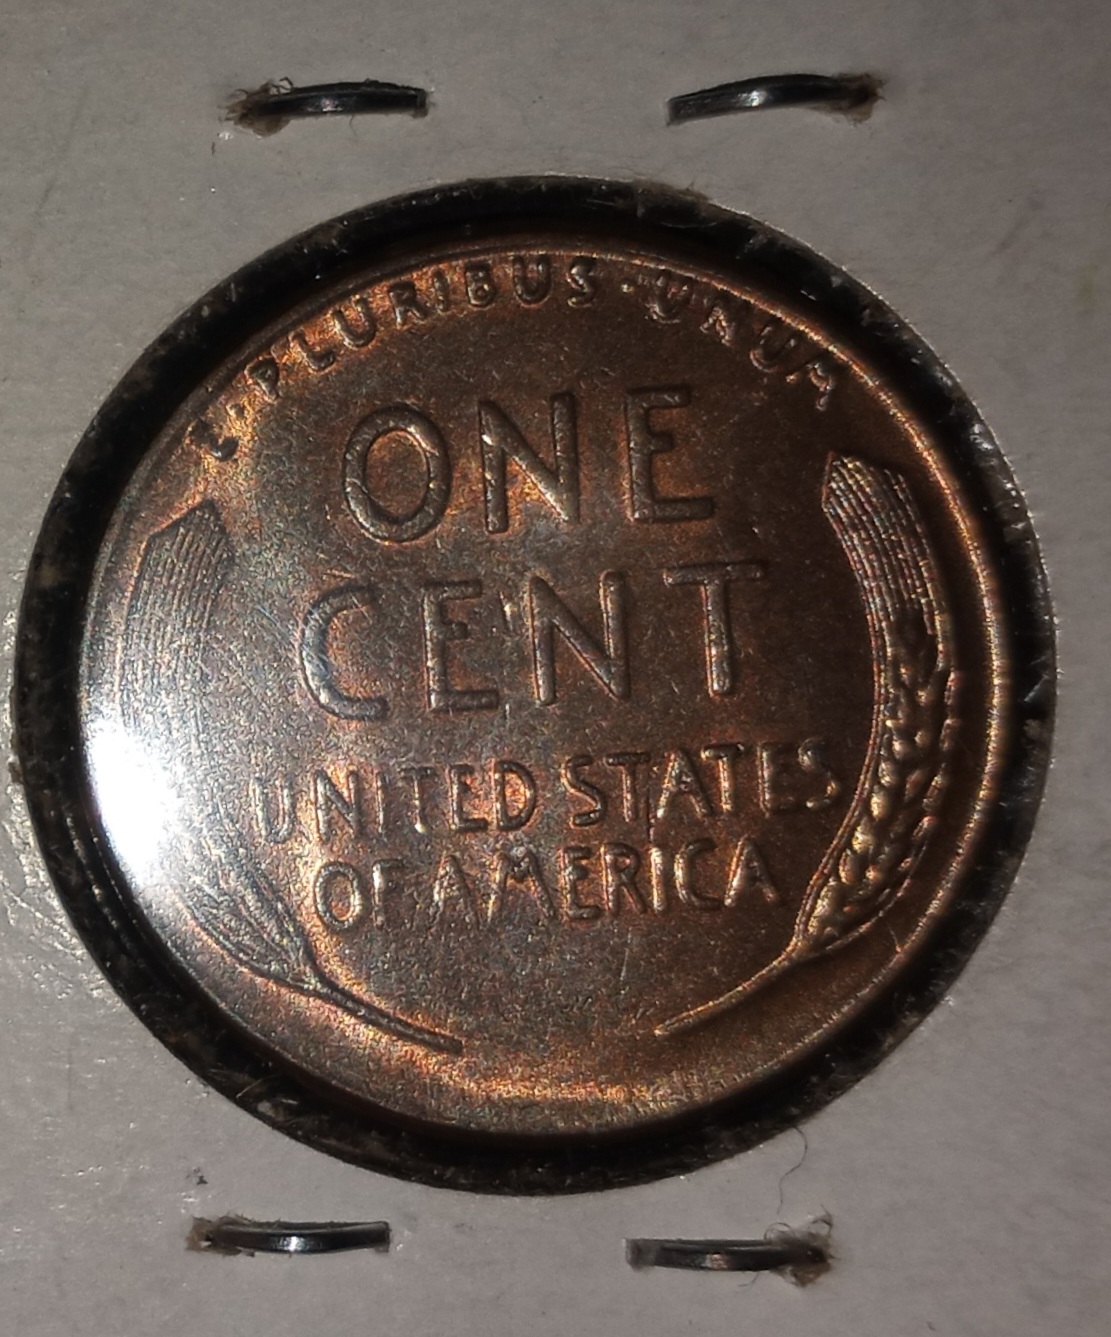 E·PLURIBUS·UNUM
ONE
CENT
UNITED STATES
OF AMERICA